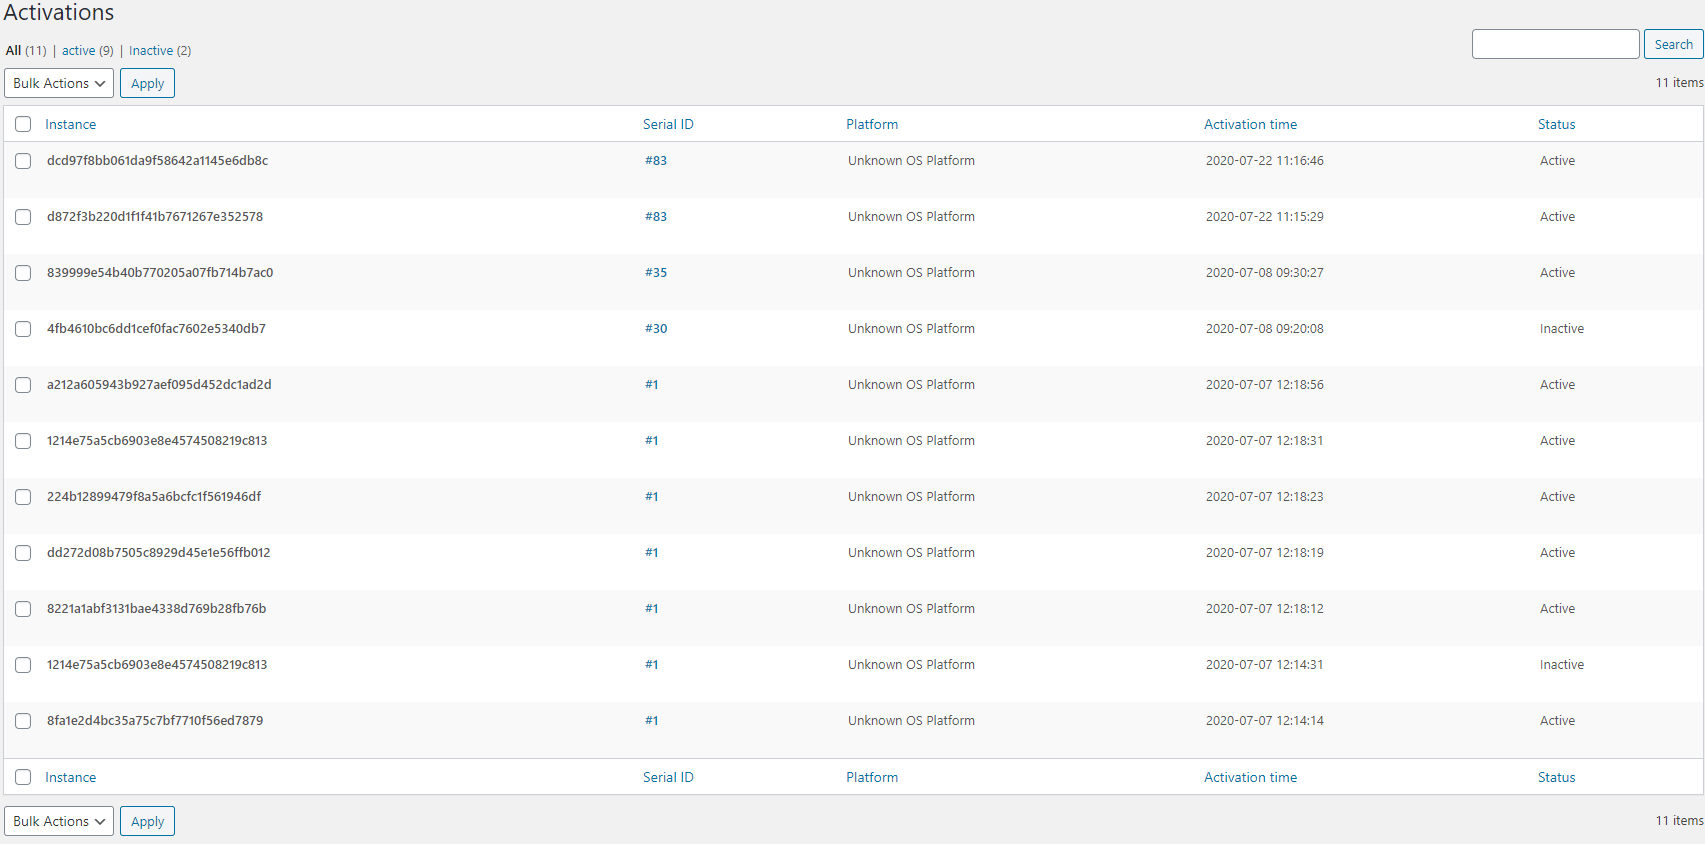 Activations
All (11) | active (9) | Inactive (2)
Search
Bulk Actions Apply 11 items
Instance Serial ID Platform Activation time Status
dcd97f8bb061da9f58642a1145e6db8c #83 Unknown OS Platform 2020-07-22 11:16:46 Active
d872f3b220d1f1f41b7671267e352578 #83 Unknown OS Platform 2020-07-22 11:15:29 Active
839999e54b40b770205a07fb714b7ac0 #35 Unknown OS Platform 2020-07-08 09:30:27 Active
4fb4610bc6dd1cef0fac7602e5340db7 #30 Unknown OS Platform 2020-07-08 09:20:08 Inactive
a212a605943b927aef095d452dc1ad2d #1 Unknown OS Platform 2020-07-07 12:18:56 Active
1214e75a5cb6903e8e4574508219c813 #1 Unknown OS Platform 2020-07-07 12:18:31 Active
224b12899479f8a5a6bcfc1f561946df #1 Unknown OS Platform 2020-07-07 12:18:23 Active
dd272d08b7505c8929d45e1e56ffb012 #1 Unknown OS Platform 2020-07-07 12:18:19 Active
8221a1abf3131bae4338d769b28fb76b #1 Unknown OS Platform 2020-07-07 12:18:12 Active
1214e75a5cb6903e8e4574508219c813 #1 Unknown OS Platform 2020-07-07 12:14:31 Inactive
8fa1e2d4bc35a75c7bf7710f56ed7879 #1 Unknown OS Platform 2020-07-07 12:14:14 Active
Instance Serial ID Platform Activation time Status
Bulk Actions Apply 11 items